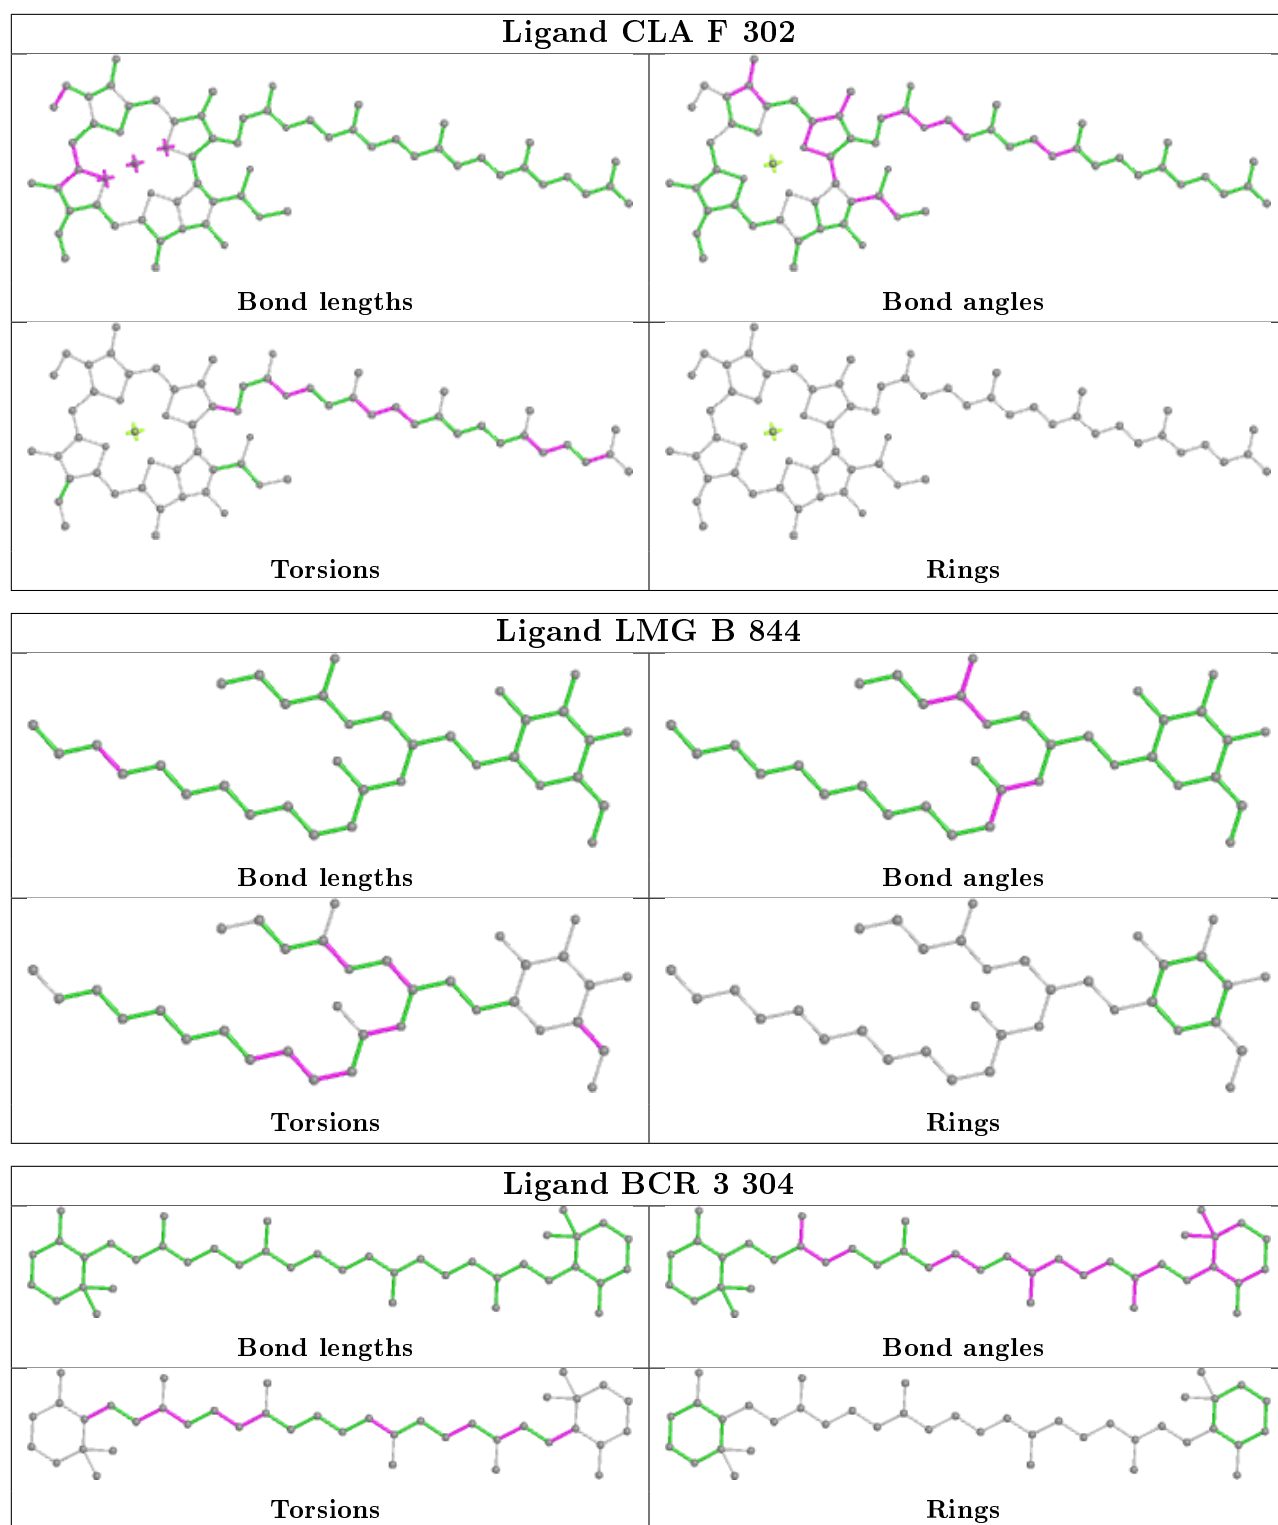 Ligand CLA F 302
Bond lengths
Bond angles
Torsions
Rings
Ligand LMG B 844
Bond lengths
Bond angles
Torsions
Rings
Ligand BCR 3 304
Bond lengths
Bond angles
Torsions
Rings